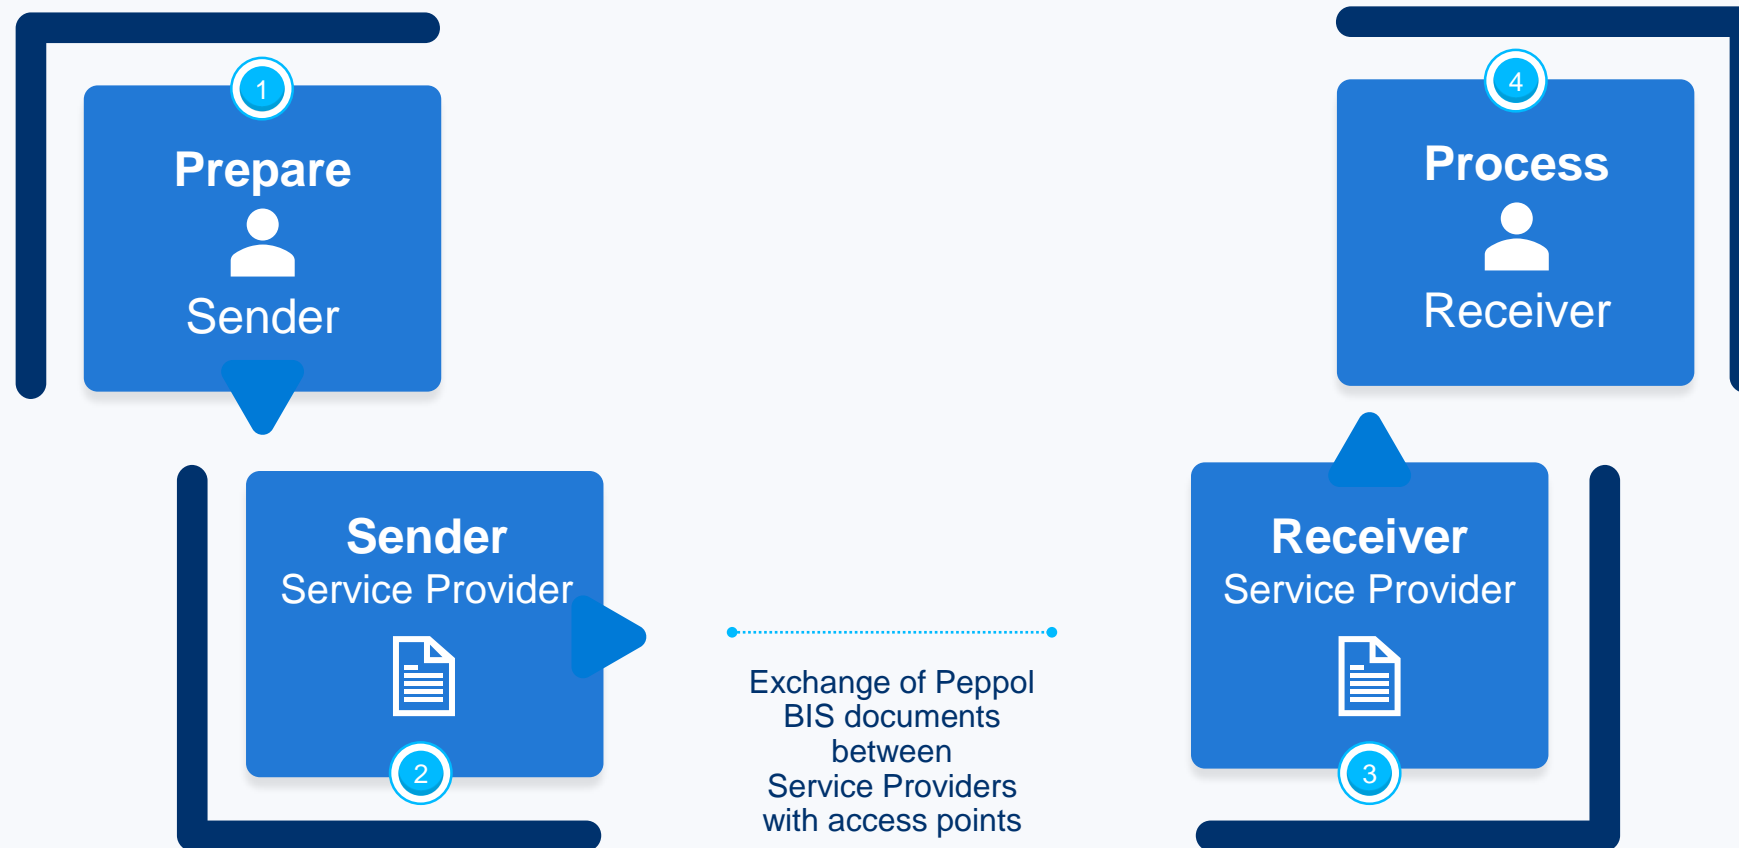 1
Prepare
Sender
2
Sender
Service Provider
Exchange of Peppol
BIS documents
between
Service Providers
with access points
3
Receiver
Service Provider
4
Process
Receiver